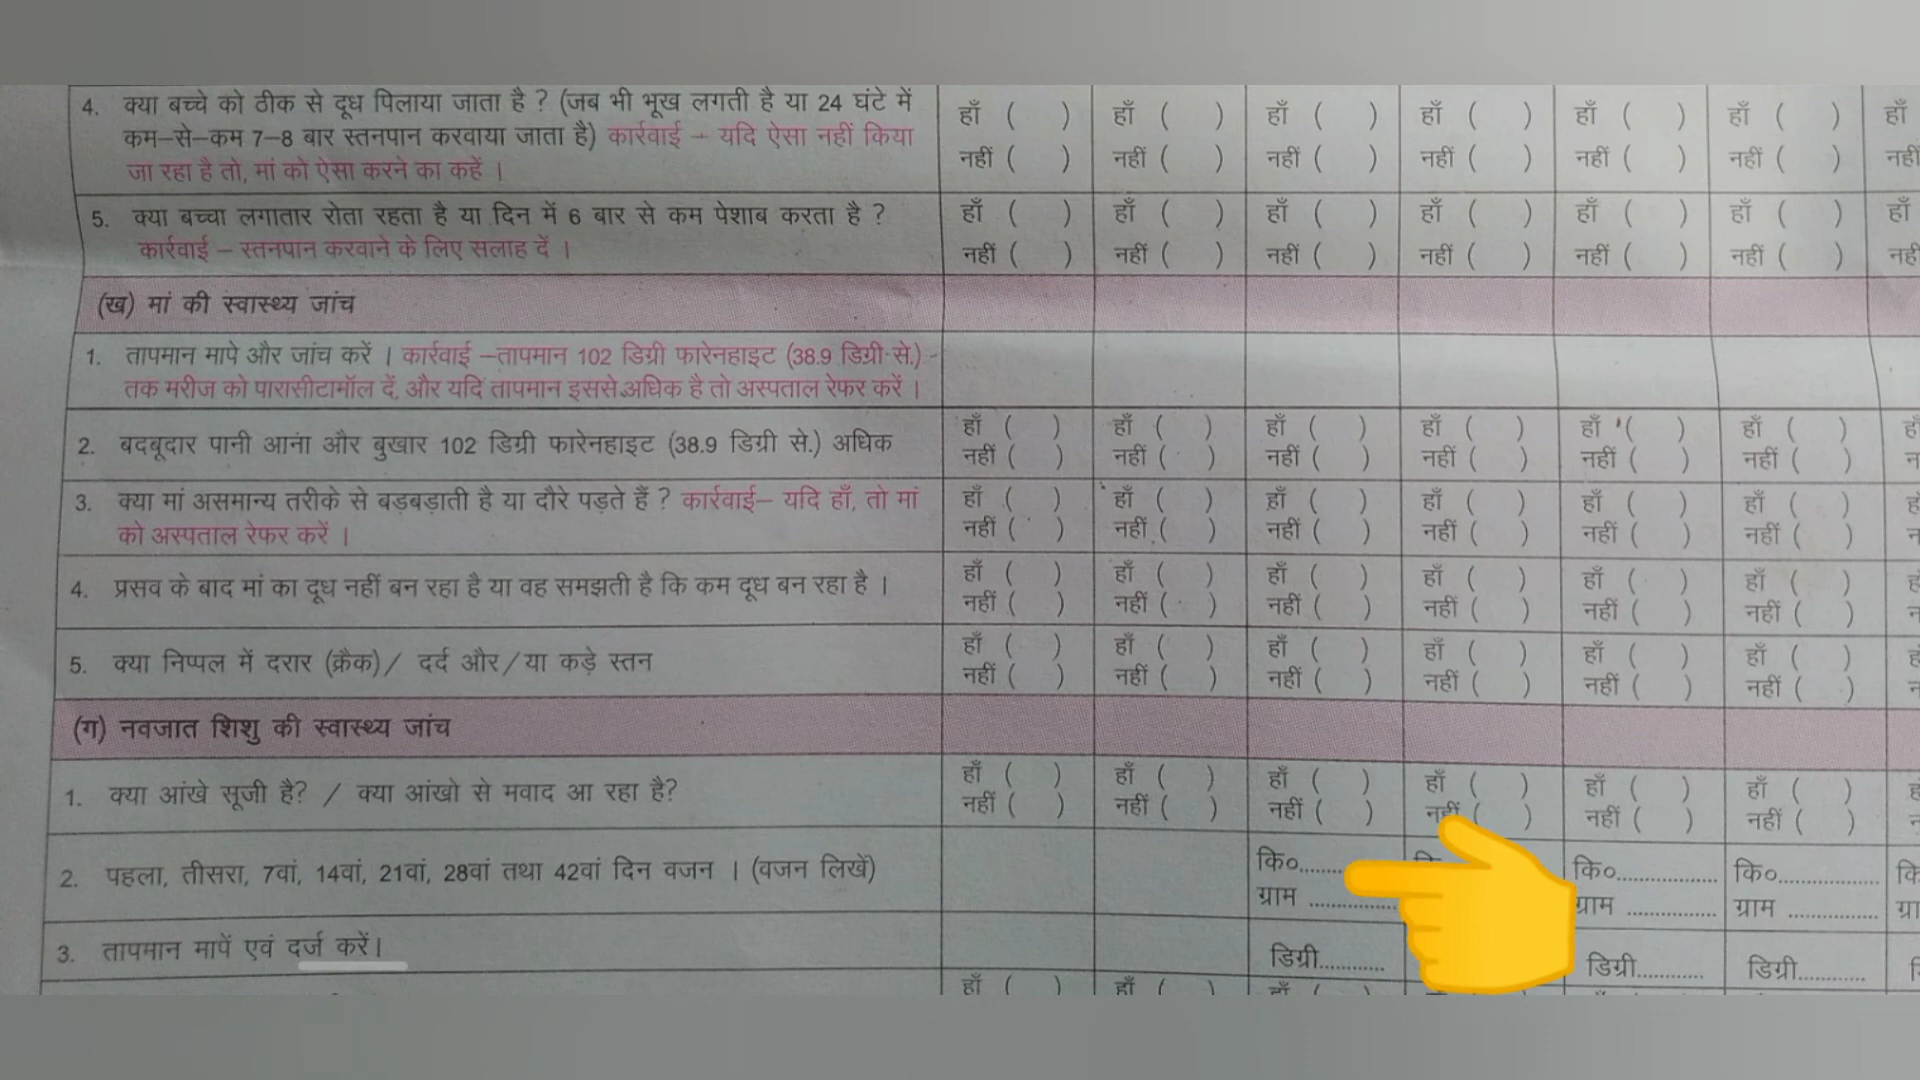 4. क्या बच्चे को ठीक से दूध पिलाया जाता है ? (जब भी भूख लगती है या 24 घंटे में
कम–से–कम 7–8 बार स्तनपान करवाया जाता है) कार्रवाई – यदि ऐसा नहीं किया
जा रहा है तो, मां को ऐसा करने का कहें ।
हाँ ( ) हाँ ( ) हाँ ( ) हाँ ( ) हाँ ( ) हाँ ( ) हाँ
नहीं ( ) नहीं ( ) नहीं ( ) नहीं ( ) नहीं ( ) नहीं ( ) नहीं
5. क्या बच्चा लगातार रोता रहता है या दिन में 6 बार से कम पेशाब करता है ?
कार्रवाई – स्तनपान करवाने के लिए सलाह दें ।
हाँ ( ) हाँ ( ) हाँ ( ) हाँ ( ) हाँ ( ) हाँ ( ) हाँ
नहीं ( ) नहीं ( ) नहीं ( ) नहीं ( ) नहीं ( ) नहीं ( )
(ख) मां की स्वास्थ्य जांच
1. तापमान मापे और जांच करें । कार्रवाई –तापमान 102 डिग्री फारेनहाइट (38.9 डिग्री से.)
तक मरीज को पारासीटामॉल दें, और यदि तापमान इससे अधिक है तो अस्पताल रेफर करें ।
2. बदबूदार पानी आना और बुखार 102 डिग्री फारेनहाइट (38.9 डिग्री से.) अधिक
हाँ ( ) हाँ ( ) हाँ ( ) हाँ ( ) हाँ ( ) हाँ ( )
नहीं ( ) नहीं ( ) नहीं ( ) नहीं ( ) नहीं ( ) नहीं ( )
3. क्या मां असमान्य तरीके से बड़बड़ाती है या दौरे पड़ते हैं ? कार्रवाई– यदि हाँ, तो मां
को अस्पताल रेफर करें ।
हाँ ( ) हाँ ( ) हाँ ( ) हाँ ( ) हाँ ( ) हाँ ( )
नहीं ( ) नहीं ( ) नहीं ( ) नहीं ( ) नहीं ( ) नहीं ( )
4. प्रसव के बाद मां का दूध नहीं बन रहा है या वह समझती है कि कम दूध बन रहा है ।
हाँ ( ) हाँ ( ) हाँ ( ) हाँ ( ) हाँ ( ) हाँ ( )
नहीं ( ) नहीं ( ) नहीं ( ) नहीं ( ) नहीं ( ) नहीं ( )
5. क्या निप्पल में दरार (क्रैक)/ दर्द और/या कड़े स्तन
हाँ ( ) हाँ ( ) हाँ ( ) हाँ ( ) हाँ ( ) हाँ ( )
नहीं ( ) नहीं ( ) नहीं ( ) नहीं ( ) नहीं ( ) नहीं ( )
(ग) नवजात शिशु की स्वास्थ्य जांच
1. क्या आंखे सूजी है? / क्या आंखो से मवाद आ रहा है?
हाँ ( ) हाँ ( ) हाँ ( ) हाँ ( ) हाँ ( ) हाँ ( )
नहीं ( ) नहीं ( ) नहीं ( ) नहीं ( ) नहीं ( ) नहीं ( )
2. पहला, तीसरा, 7वां, 14वां, 21वां, 28वां तथा 42वां दिन वजन । (वजन लिखें)
कि०....... कि०................. कि०.................
ग्राम .............. ग्राम ............... ग्राम ...............
3. तापमान मापें एवं दर्ज करें।
डिग्री............ डिग्री............ डिग्री............
हाँ ( ) हाँ ( )